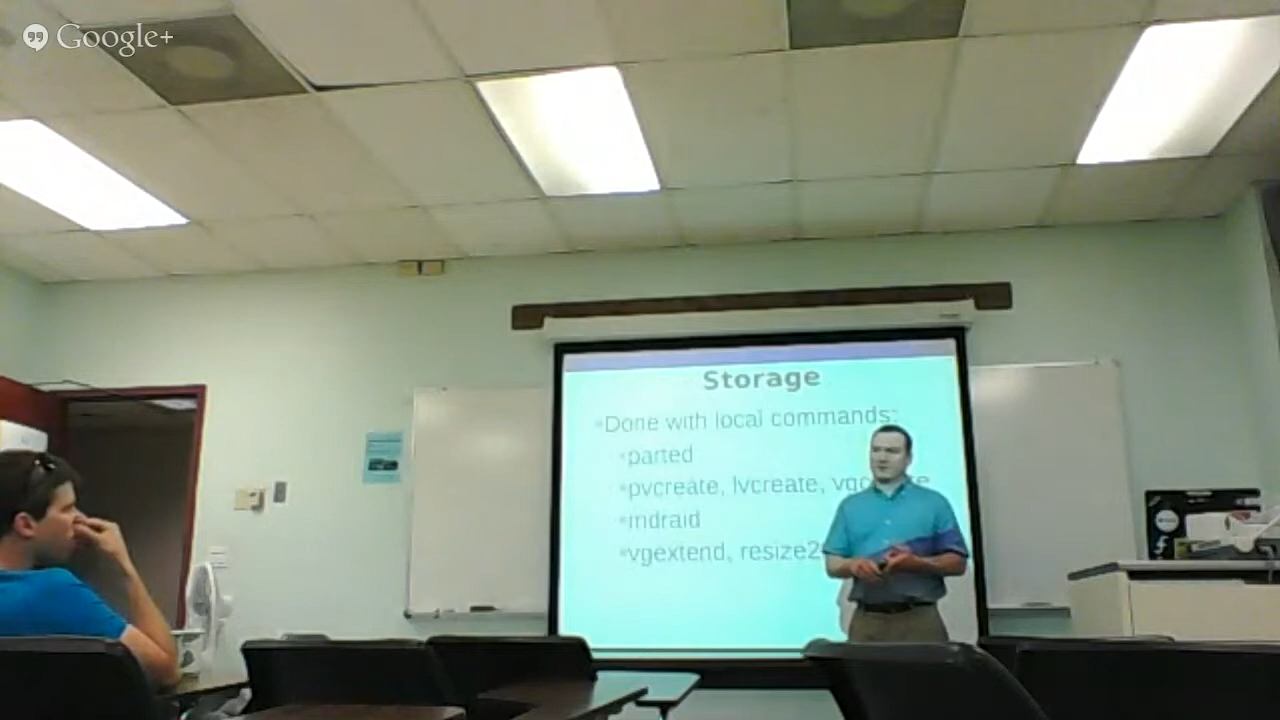 Google+
Storage
Done with local commands:
parted
pvcreate, lvcreate,
mdraid
vgextend,